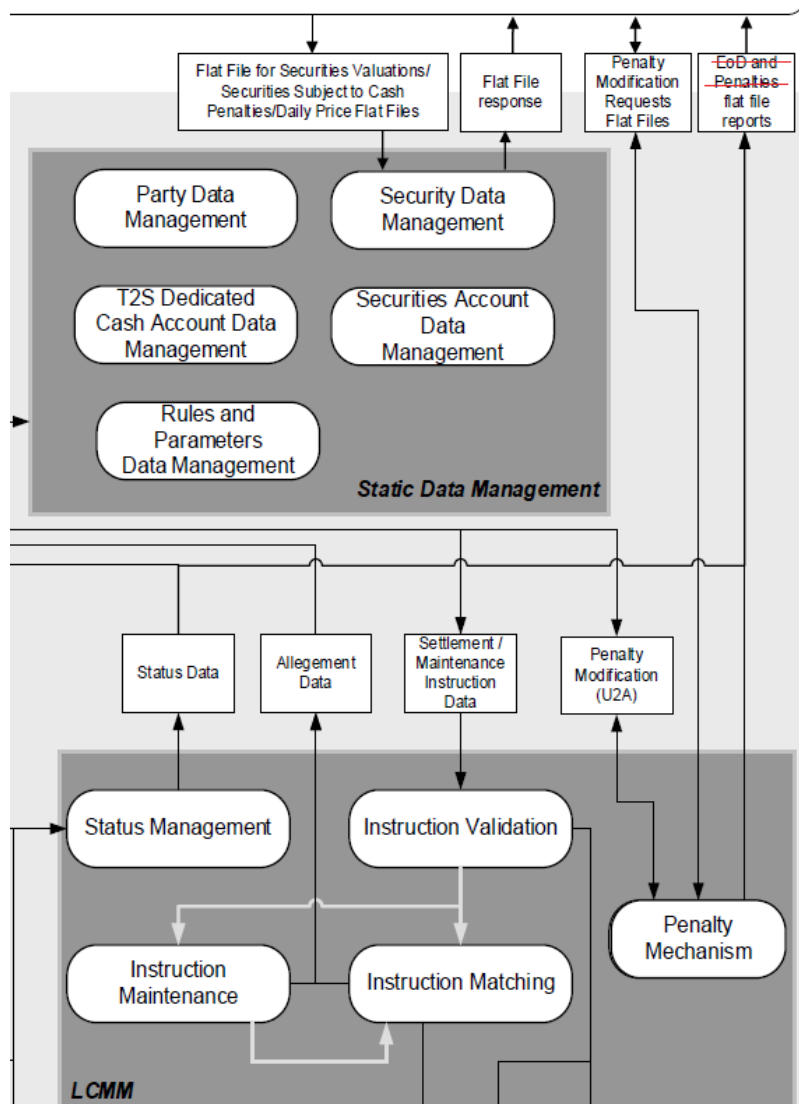 Flat File for Securities Valuations/
Securities Subject to Cash
Penalties/Daily Price Flat Files
Flat File
response
Penalty
Modification
Requests
Flat Files
EoD and
Penalties
flat file
reports
Party Data
Management
Security Data
Management
T2S Dedicated
Cash Account Data
Management
Securities Account
Data
Management
Rules and
Parameters
Data Management
Static Data Management
Status Data
Allegement
Data
Settlement /
Maintenance
Instruction
Data
Penalty
Modification
(U2A)
Status Management
Instruction Validation
Instruction
Maintenance
Instruction Matching
Penalty
Mechanism
LCMM